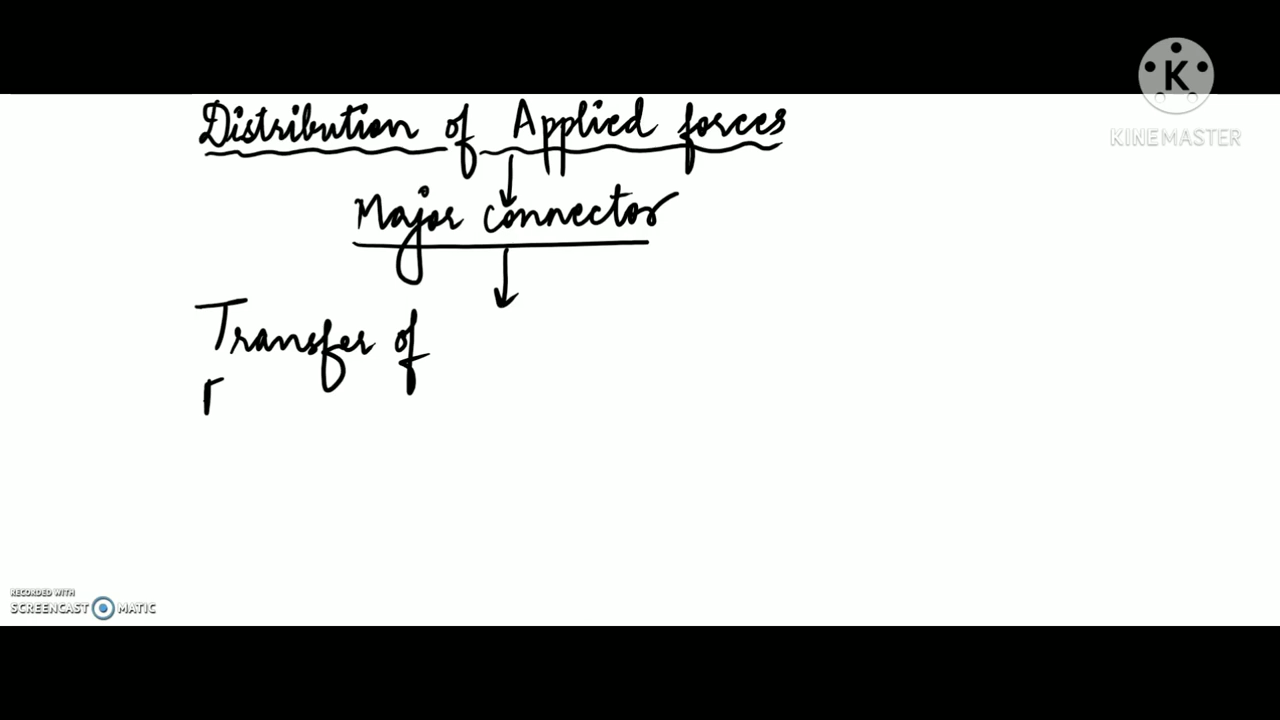 Distribution of Applied forces
Major connector
Transfer of
KINEMASTER
RECORDED WITH
SCREENCAST MATIC